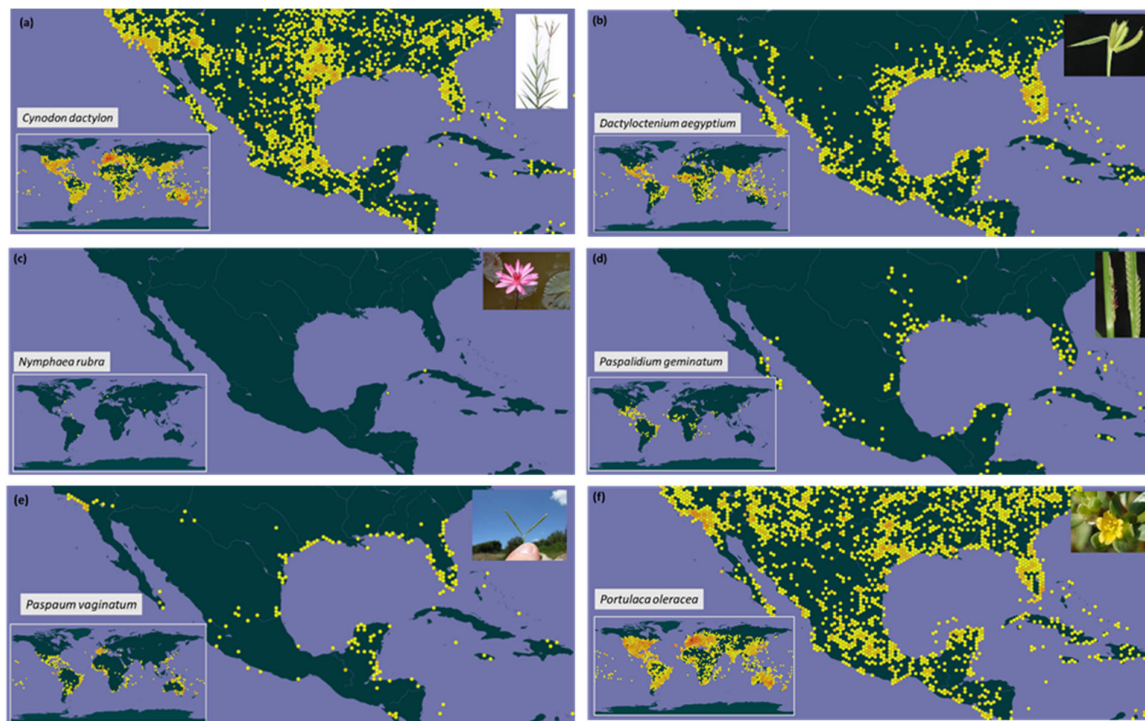 (a)
Cynodon dactylon
(b)
Dactyloctenium aegyptium
(c)
Nymphaea rubra
(d)
Paspalidium geminatum
(e)
Paspaum vaginatum
(f)
Portulaca oleracea